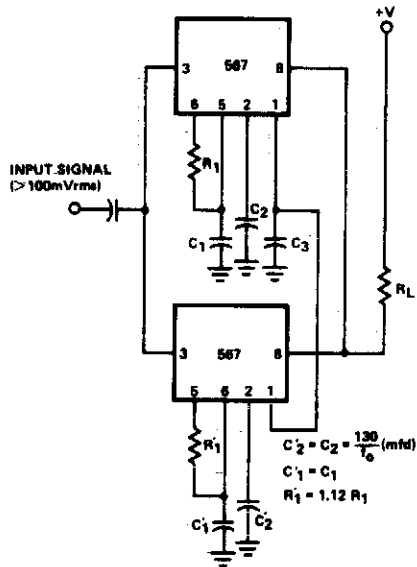 +V
3 567 8
6 5 2 1
R1
INPUT SIGNAL
(>100mVrms)
C2
C1 C3
RL
3 567 8
5 6 2 1
R'1
C'1 C'2
C'2 = C2 = 130/fo (mfd)
C'1 = C1
R'1 = 1.12 R1